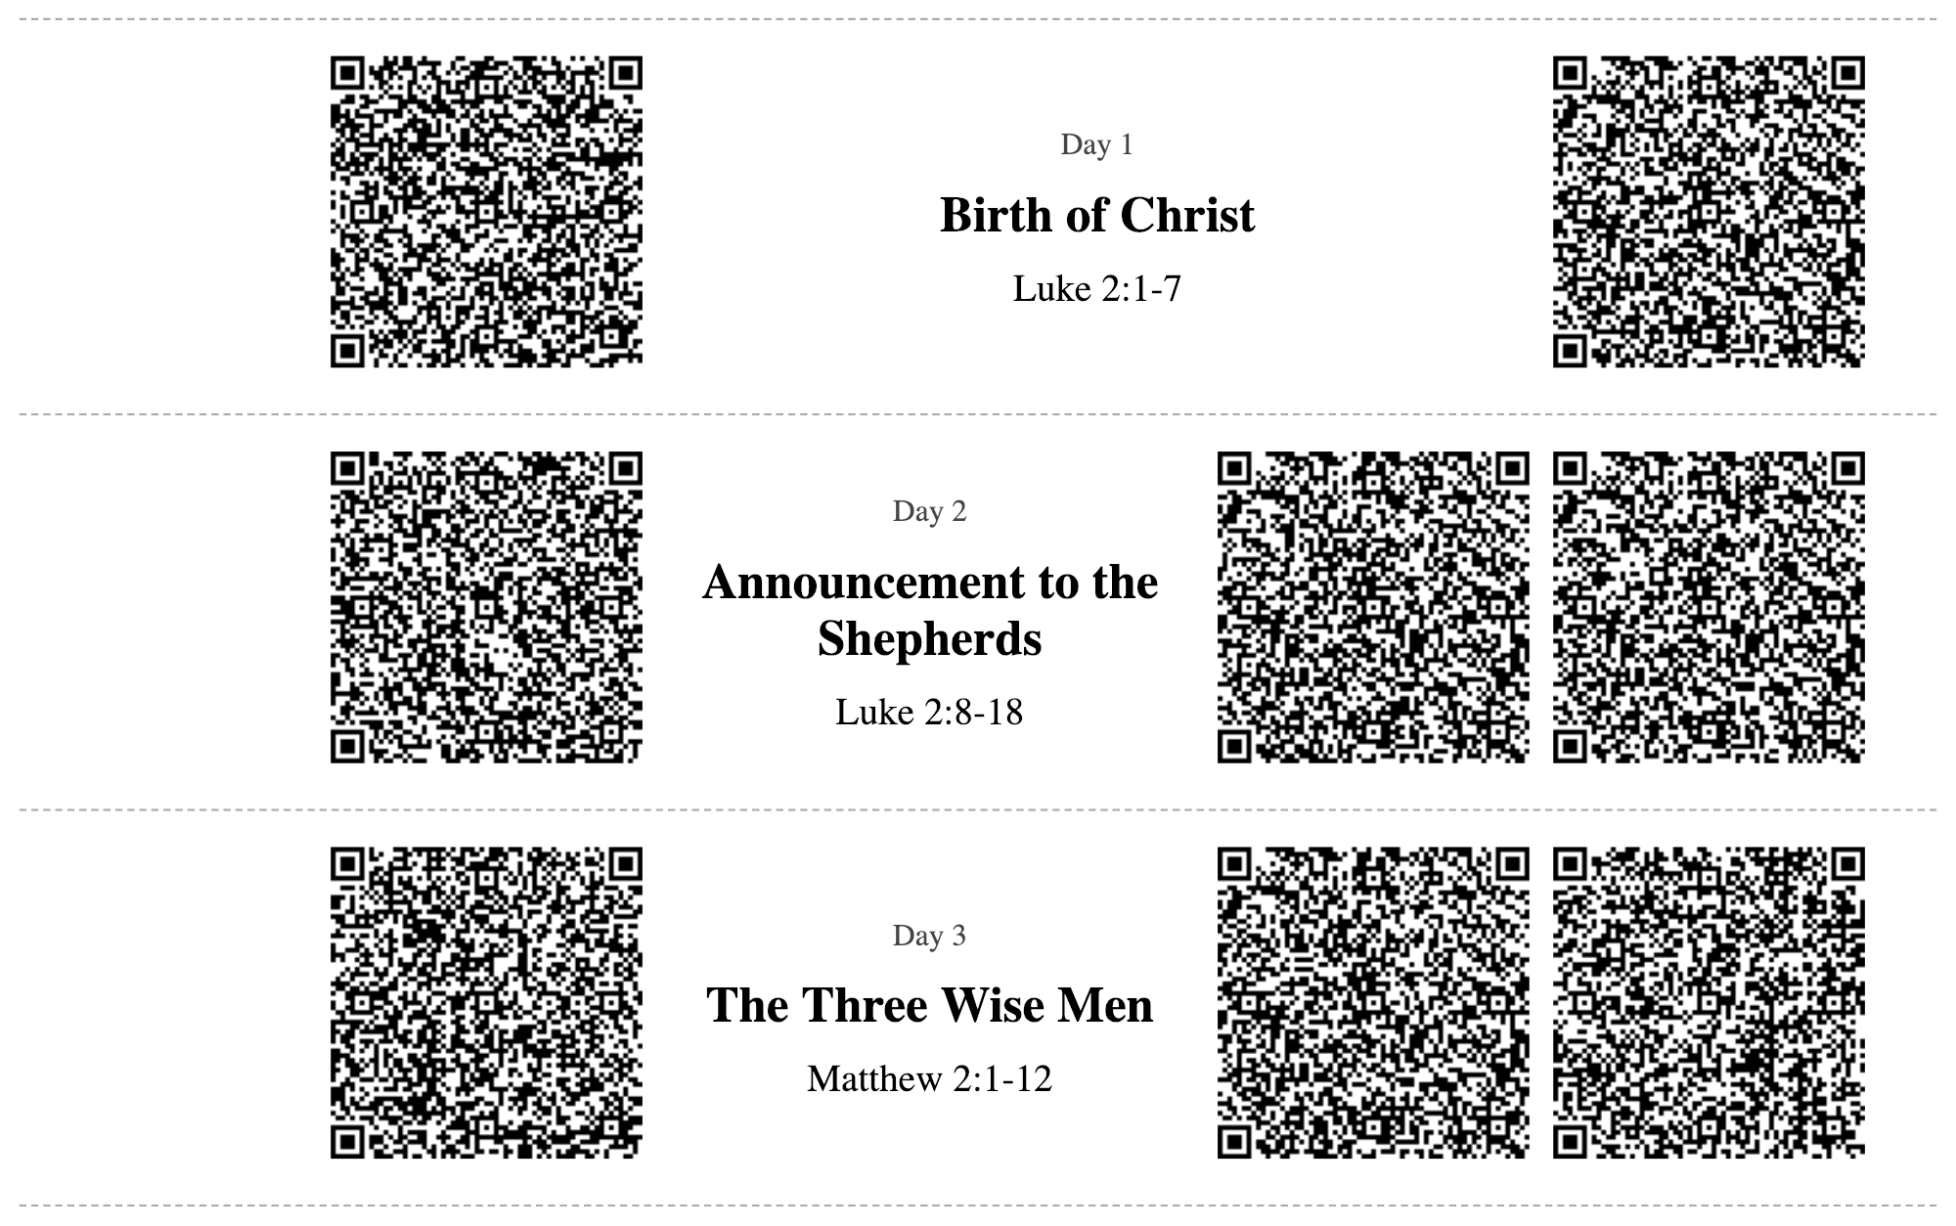 Day 1
Birth of Christ
Luke 2:1-7
Day 2
Announcement to the
Shepherds
Luke 2:8-18
Day 3
The Three Wise Men
Matthew 2:1-12